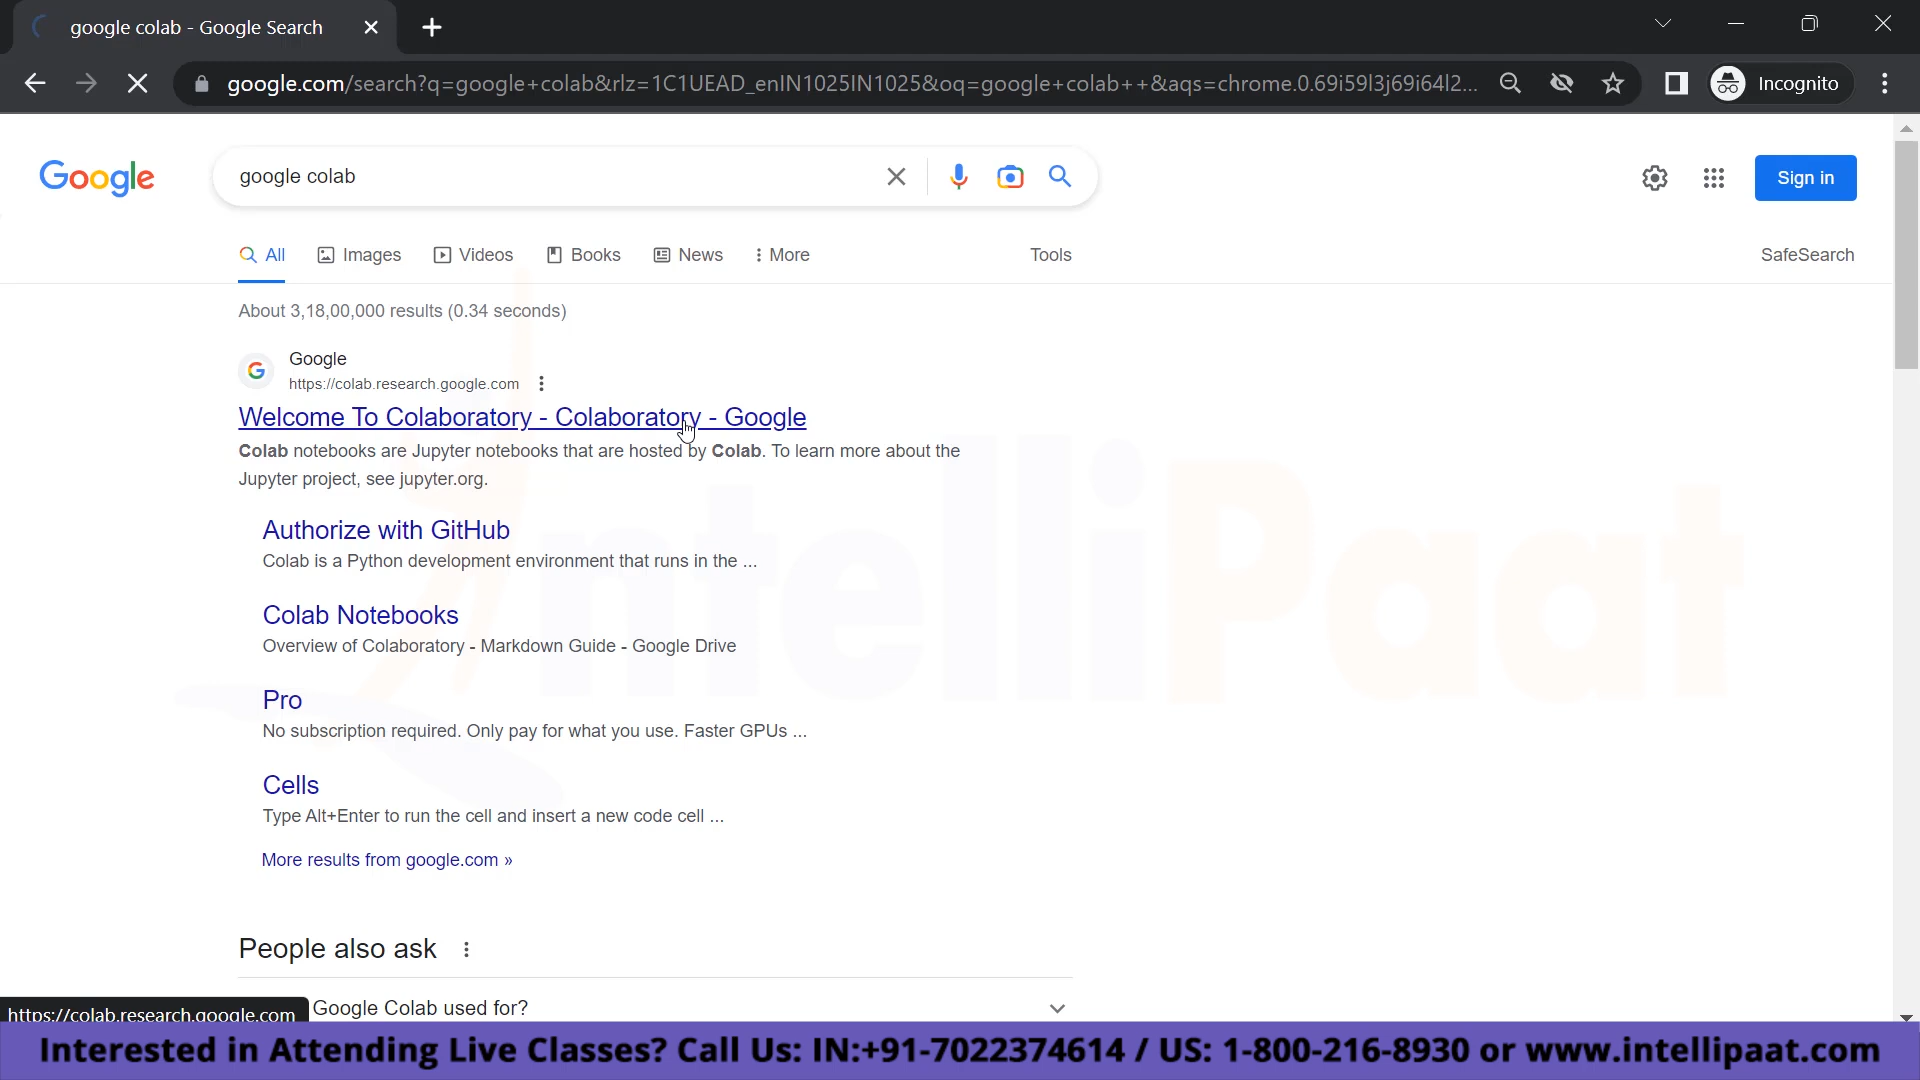 google colab - Google Search
google.com/search?q=google+colab&rlz=1C1UEAD_enIN1025IN1025&oq=google+colab++&aqs=chrome.0.69i59l3j69i64l2...
Incognito
Google
google colab
Sign in
All
Images
Videos
Books
News
More
Tools
SafeSearch
About 3,18,00,000 results (0.34 seconds)
Google
https://colab.research.google.com
Welcome To Colaboratory - Colaboratory - Google
Colab notebooks are Jupyter notebooks that are hosted by Colab. To learn more about the
Jupyter project, see jupyter.org.
Authorize with GitHub
Colab is a Python development environment that runs in the ...
Colab Notebooks
Overview of Colaboratory - Markdown Guide - Google Drive
Pro
No subscription required. Only pay for what you use. Faster GPUs ...
Cells
Type Alt+Enter to run the cell and insert a new code cell ...
More results from google.com »
People also ask
Google Colab used for?
https://colab.research.google.com
IntelliPaat
Interested in Attending Live Classes? Call Us: IN:+91-7022374614 / US: 1-800-216-8930 or www.intellipaat.com